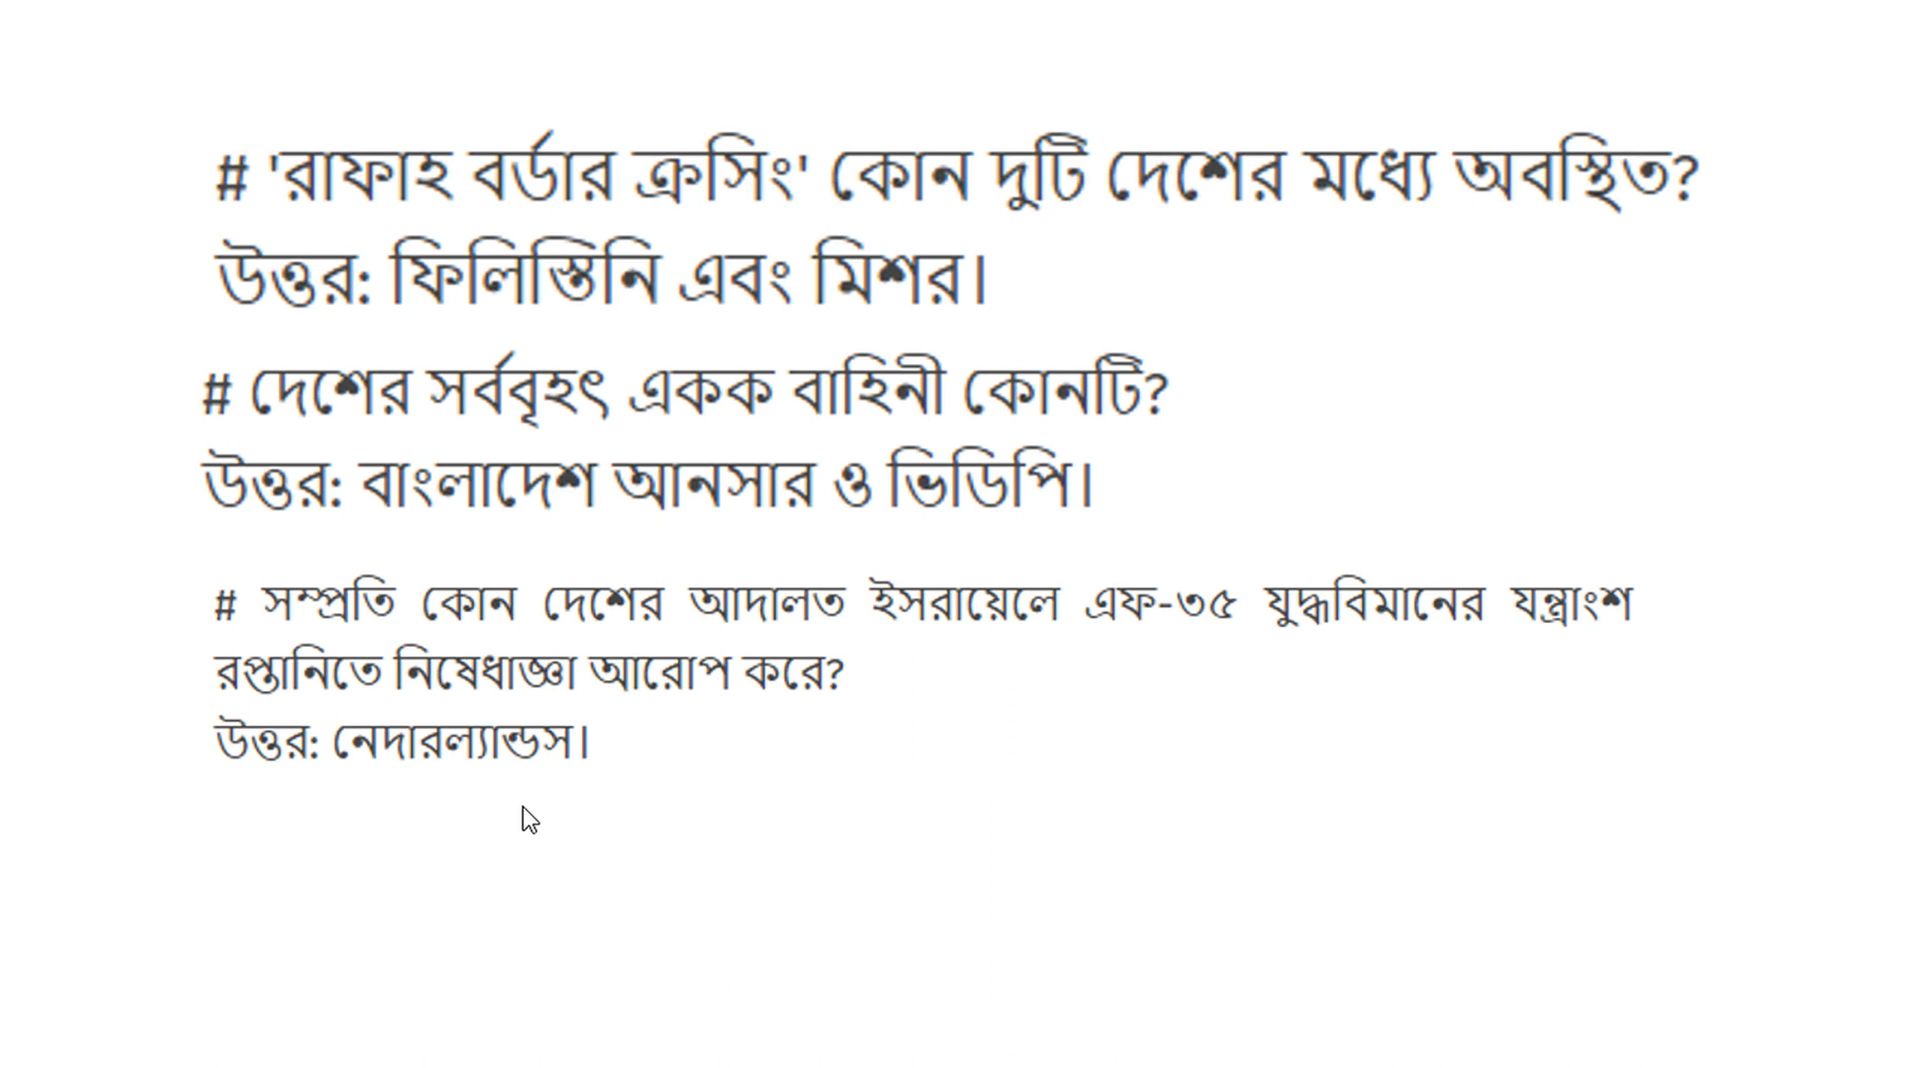 # 'রাফাহ বর্ডার ক্রসিং' কোন দুটি দেশের মধ্যে অবস্থিত?
উত্তর: ফিলিস্তিনি এবং মিশর।
# দেশের সর্ববৃহৎ একক বাহিনী কোনটি?
উত্তর: বাংলাদেশ আনসার ও ভিডিপি।
# সম্প্রতি কোন দেশের আদালত ইসরায়েলে এফ-৩৫ যুদ্ধবিমানের যন্ত্রাংশ
রপ্তানিতে নিষেধাজ্ঞা আরোপ করে?
উত্তর: নেদারল্যান্ডস।